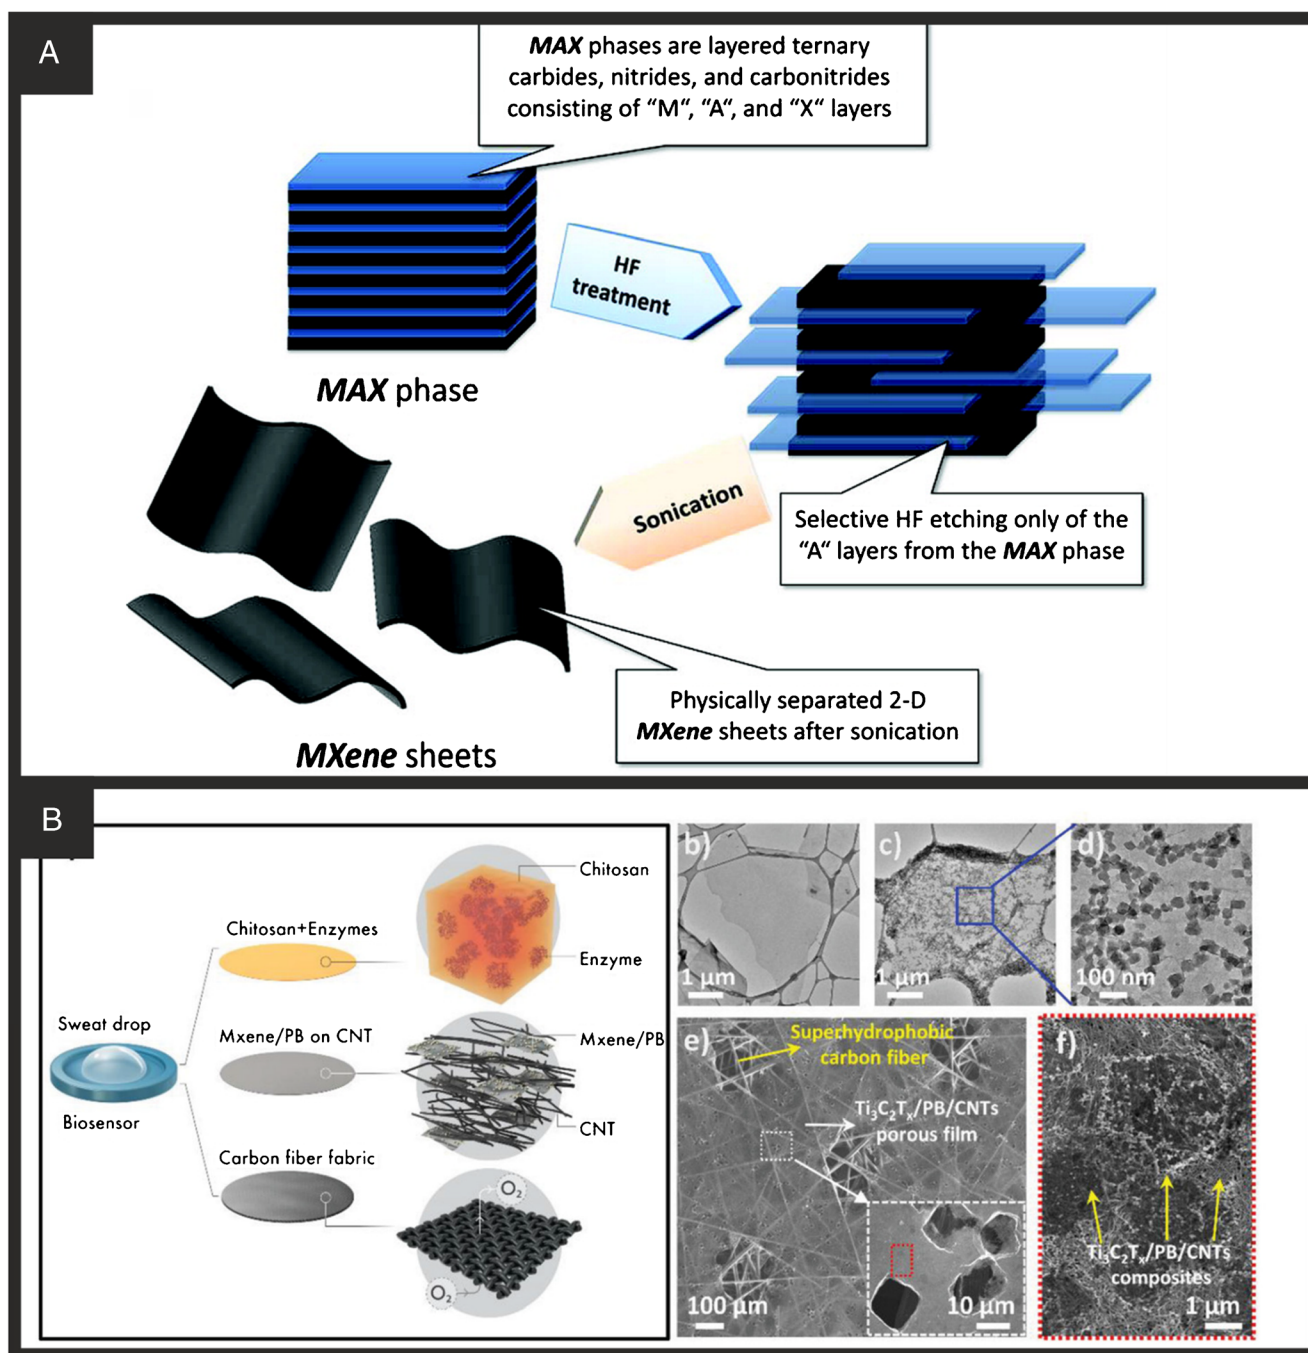 A
MAX phases are layered ternary
carbides, nitrides, and carbonitrides
consisting of “M“, “A“, and “X“ layers
HF
treatment
MAX phase
Sonication
Selective HF etching only of the
“A“ layers from the MAX phase
Physically separated 2-D
MXene sheets after sonication
MXene sheets
B
Chitosan
Chitosan+Enzymes
Enzyme
Sweat drop
Mxene/PB on CNT
Mxene/PB
Biosensor
CNT
Carbon fiber fabric
O₂
O₂
b)
1 μm
c)
1 μm
d)
100 nm
e)
Superhydrophobic
carbon fiber
Ti₃C₂Tₓ/PB/CNTs
porous film
100 μm
10 μm
f)
Ti₃C₂Tₓ/PB/CNTs
composites
1 μm